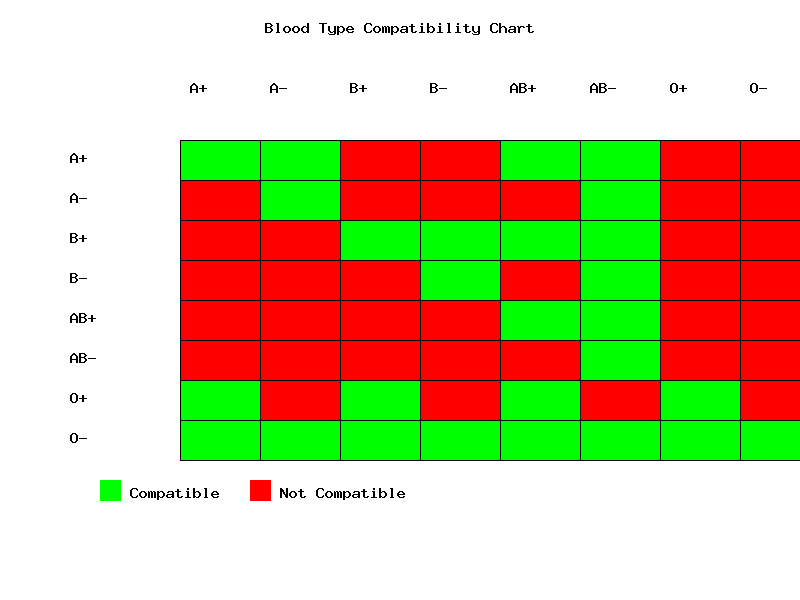 Blood Type Compatibility Chart
A+ A- B+ B- AB+ AB- O+ O-
A+
A-
B+
B-
AB+
AB-
O+
O-
Compatible Not Compatible